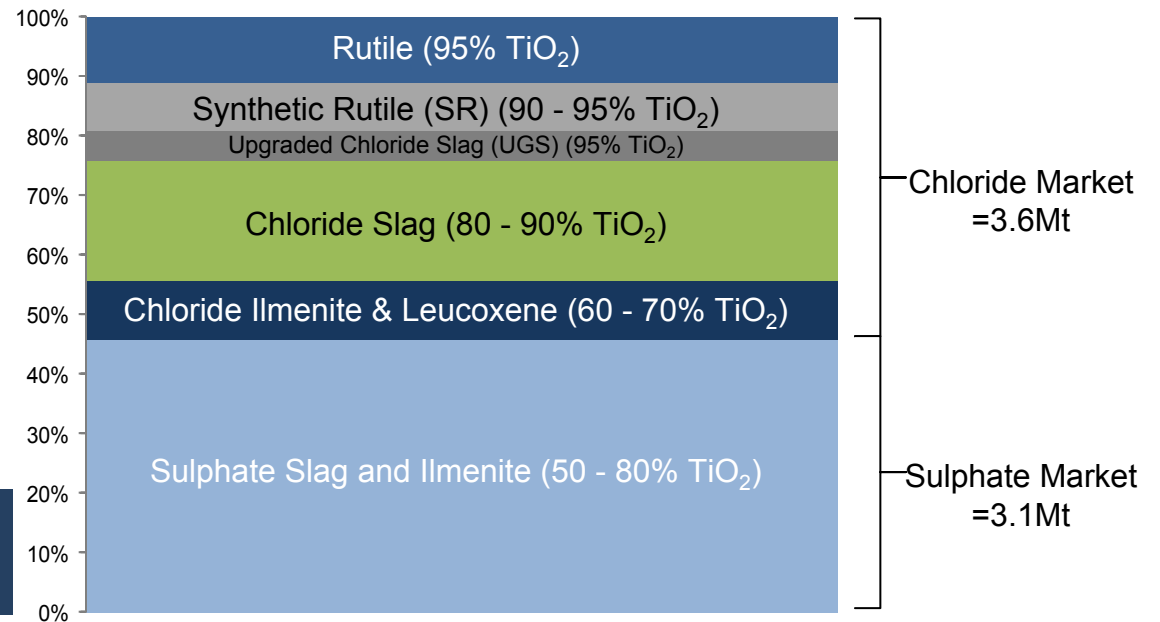 100%
90%
80%
70%
60%
50%
40%
30%
20%
10%
0%
Rutile (95% TiO₂)
Synthetic Rutile (SR) (90 - 95% TiO₂)
Upgraded Chloride Slag (UGS) (95% TiO₂)
Chloride Slag (80 - 90% TiO₂)
Chloride Ilmenite & Leucoxene (60 - 70% TiO₂)
Sulphate Slag and Ilmenite (50 - 80% TiO₂)
Chloride Market
=3.6Mt
Sulphate Market
=3.1Mt